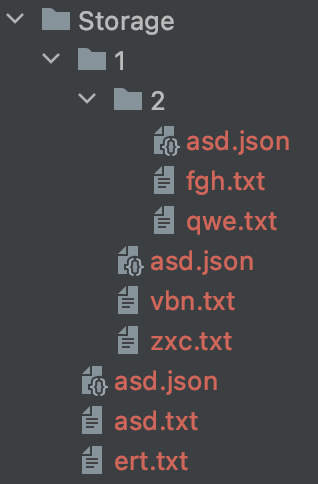 Storage
1
2
asd.json
fgh.txt
qwe.txt
asd.json
vbn.txt
zxc.txt
asd.json
asd.txt
ert.txt